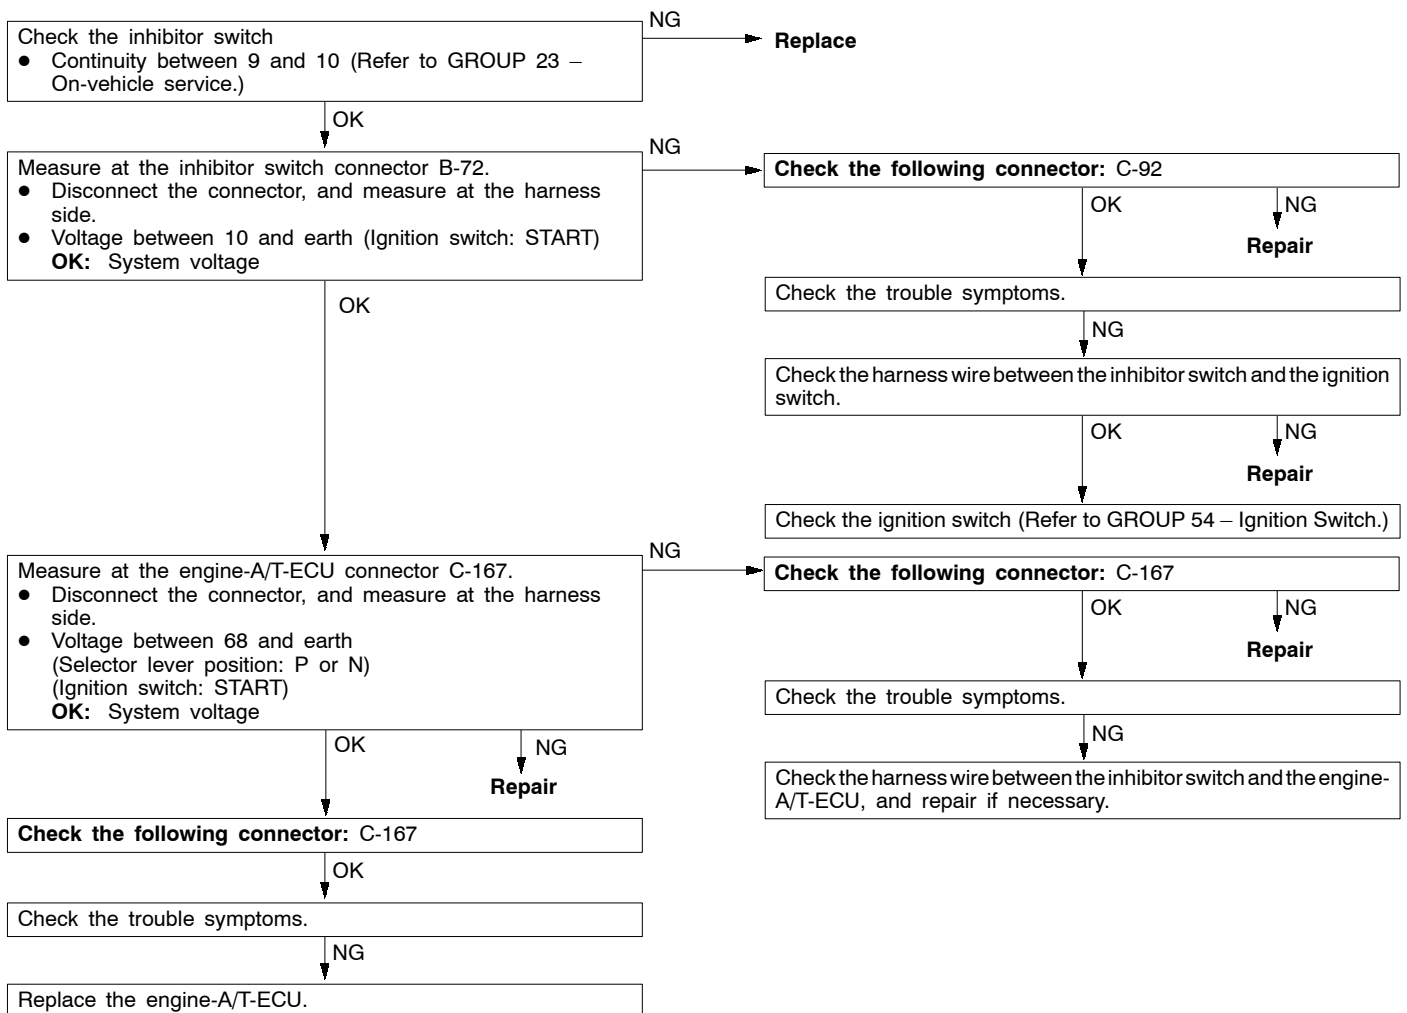 Check the inhibitor switch
● Continuity between 9 and 10 (Refer to GROUP 23 –
On-vehicle service.)
NG
Replace
OK
Measure at the inhibitor switch connector B-72.
● Disconnect the connector, and measure at the harness
side.
● Voltage between 10 and earth (Ignition switch: START)
OK: System voltage
NG
Check the following connector: C-92
OK
NG
Repair
Check the trouble symptoms.
NG
Check the harness wire between the inhibitor switch and the ignition
switch.
OK
NG
Repair
Check the ignition switch (Refer to GROUP 54 – Ignition Switch.)
OK
Measure at the engine-A/T-ECU connector C-167.
● Disconnect the connector, and measure at the harness
side.
● Voltage between 68 and earth
(Selector lever position: P or N)
(Ignition switch: START)
OK: System voltage
NG
Check the following connector: C-167
OK
NG
Repair
Check the trouble symptoms.
NG
Check the harness wire between the inhibitor switch and the engine-
A/T-ECU, and repair if necessary.
OK
NG
Repair
Check the following connector: C-167
OK
Check the trouble symptoms.
NG
Replace the engine-A/T-ECU.